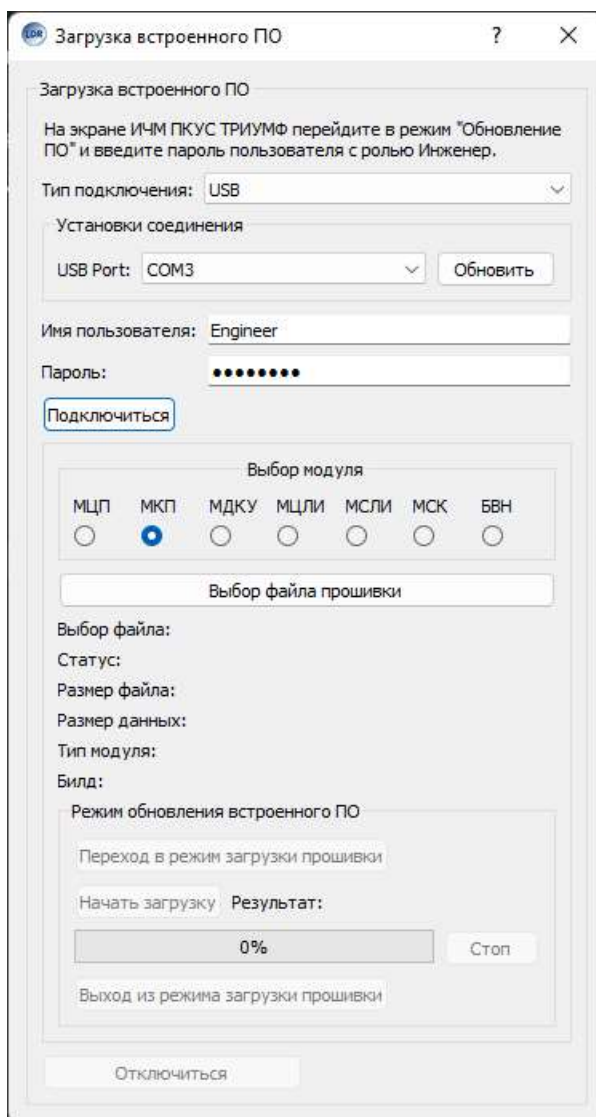 LDR Загрузка встроенного ПО ?
Загрузка встроенного ПО
На экране ИЧМ ПКУС ТРИУМФ перейдите в режим "Обновление
ПО" и введите пароль пользователя с ролью Инженер.
Тип подключения: USB
Установки соединения
USB Port: COM3 Обновить
Имя пользователя: Engineer
Пароль: ●●●●●●●●
Подключиться
Выбор модуля
МЦП МКП МДКУ МЦЛИ МСЛИ МСК БВН
Выбор файла прошивки
Выбор файла:
Статус:
Размер файла:
Размер данных:
Тип модуля:
Билд:
Режим обновления встроенного ПО
Переход в режим загрузки прошивки
Начать загрузку Результат:
0% Стоп
Выход из режима загрузки прошивки
Отключиться